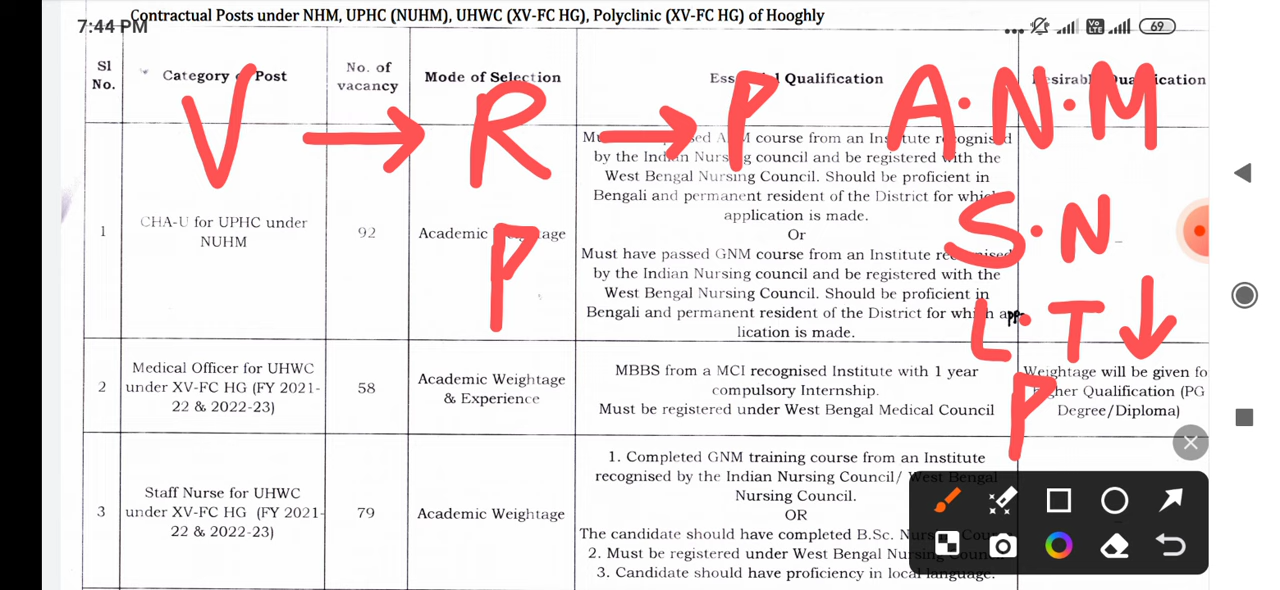 Contractual Posts under NHM, UPHC (NUHM), UHWC (XV-FC HG), Polyclinic (XV-FC HG) of Hooghly
7:44 PM
Vo LTE
69
Sl No.
Category Post
No. of vacancy
Mode of Selection
Qualification
V → R → P A.N.M
S.N
P
L.T ↓
P
1
CHA-U for UPHC under
NUHM
92
Academic
course from an
recognised
by the Indian Nursing council and be registered with the
West Bengal Nursing Council. Should be proficient in
Bengali and permanent resident of the District for which
application is made.
Or
Must have passed GNM course from an Institute recognised
by the Indian Nursing council and be registered with the
West Bengal Nursing Council. Should be proficient in
Bengali and permanent resident of the District for which app-
lication is made.
2
Medical Officer for UHWC
under XV-FC HG (FY 2021-
22 & 2022-23)
58
Academic Weightage
& Experience
MBBS from a MCI recognised Institute with 1 year
compulsory Internship.
Must be registered under West Bengal Medical Council
Weightage will be given fo
Qualification (PG
Degree/Diploma)
3
Staff Nurse for UHWC
under XV-FC HG (FY 2021-
22 & 2022-23)
79
Academic Weightage
1. Completed GNM training course from an Institute
recognised by the Indian Nursing Council/ West Bengal
Nursing Council.
OR
The candidate should have completed B.Sc.
2. Must be registered under West Bengal
3. Candidate should have proficiency in local language.